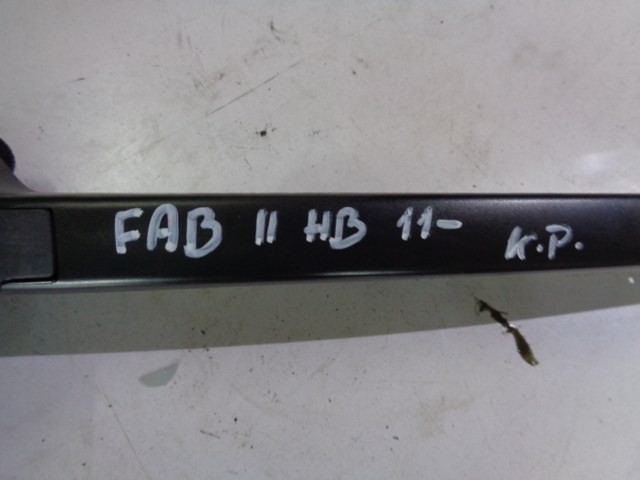 FAB II HB 11- K.P.